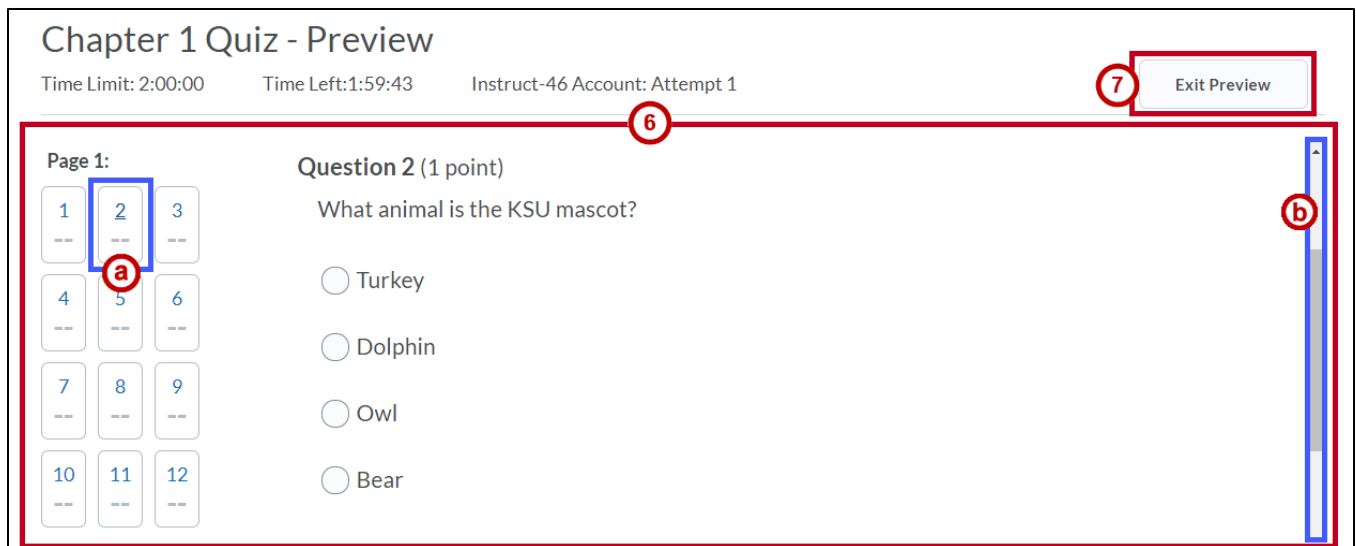 Chapter 1 Quiz - Preview
Time Limit: 2:00:00 Time Left:1:59:43 Instruct-46 Account: Attempt 1
7 Exit Preview
6
Page 1:
1 2 3
-- -- --
a
4 5 6
-- -- --
7 8 9
-- -- --
10 11 12
-- -- --
Question 2 (1 point)
What animal is the KSU mascot?
Turkey
Dolphin
Owl
Bear
b